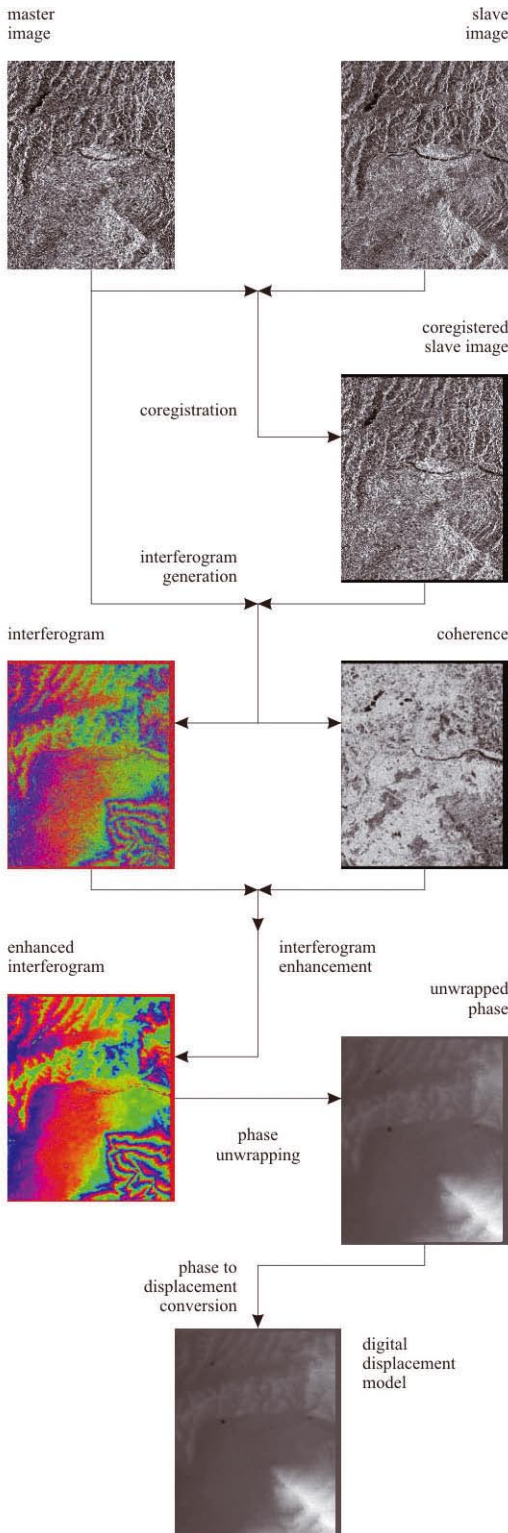 master
image
slave
image
coregistered
slave image
coregistration
interferogram
generation
interferogram
coherence
enhanced
interferogram
interferogram
enhancement
unwrapped
phase
phase
unwrapping
phase to
displacement
conversion
digital
displacement
model